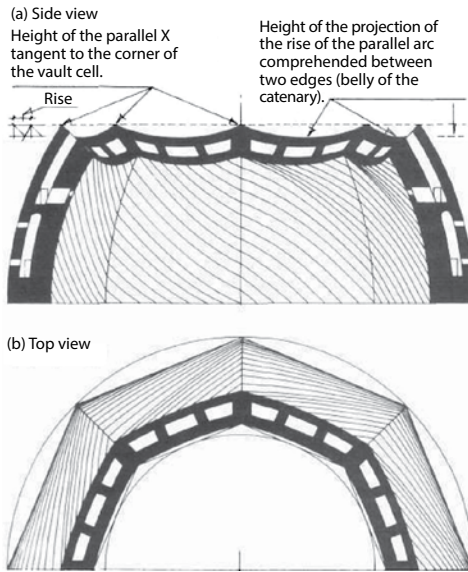 (a) Side view
Height of the parallel X
tangent to the corner of
the vault cell.
Rise
Height of the projection of
the rise of the parallel arc
comprehended between
two edges (belly of the
catenary).
(b) Top view